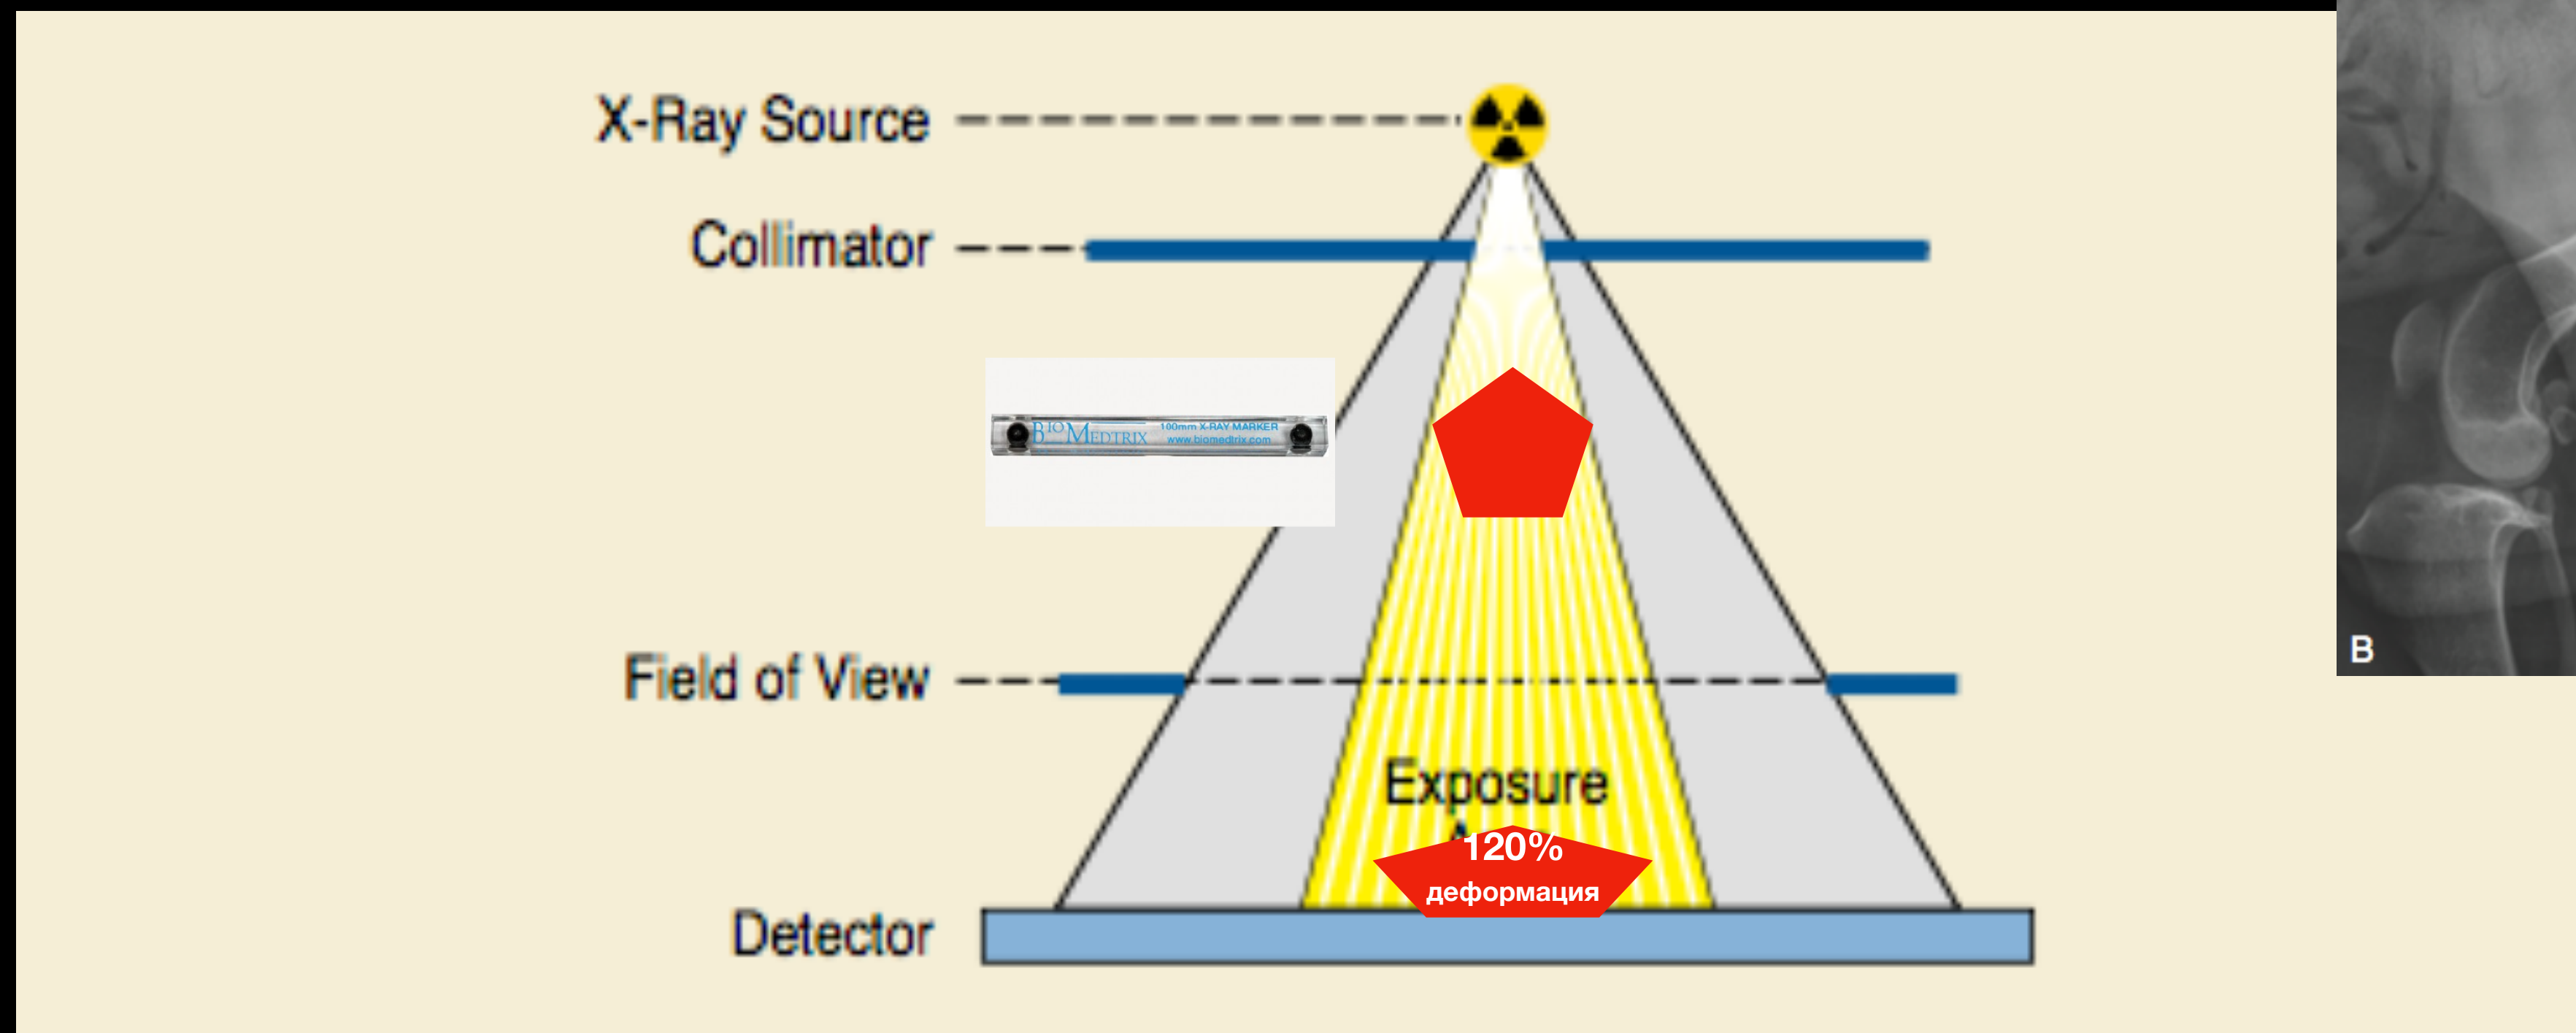 X-Ray Source
Collimator
BIOMEDTRIX
100mm X-RAY MARKER
www.biomedtrix.com
Field of View
B
Exposure
120%
деформация
Detector